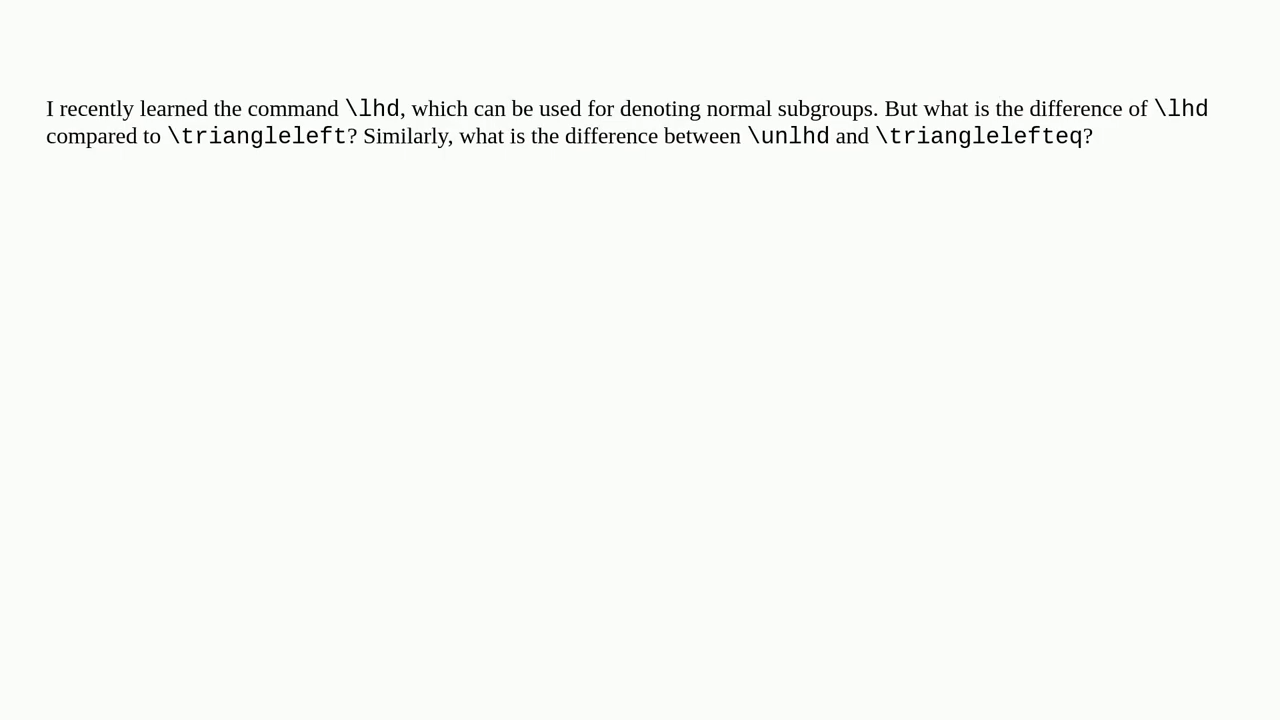 I recently learned the command \lhd, which can be used for denoting normal subgroups. But what is the difference of \lhd
compared to \triangleleft? Similarly, what is the difference between \unlhd and \trianglelefteq?